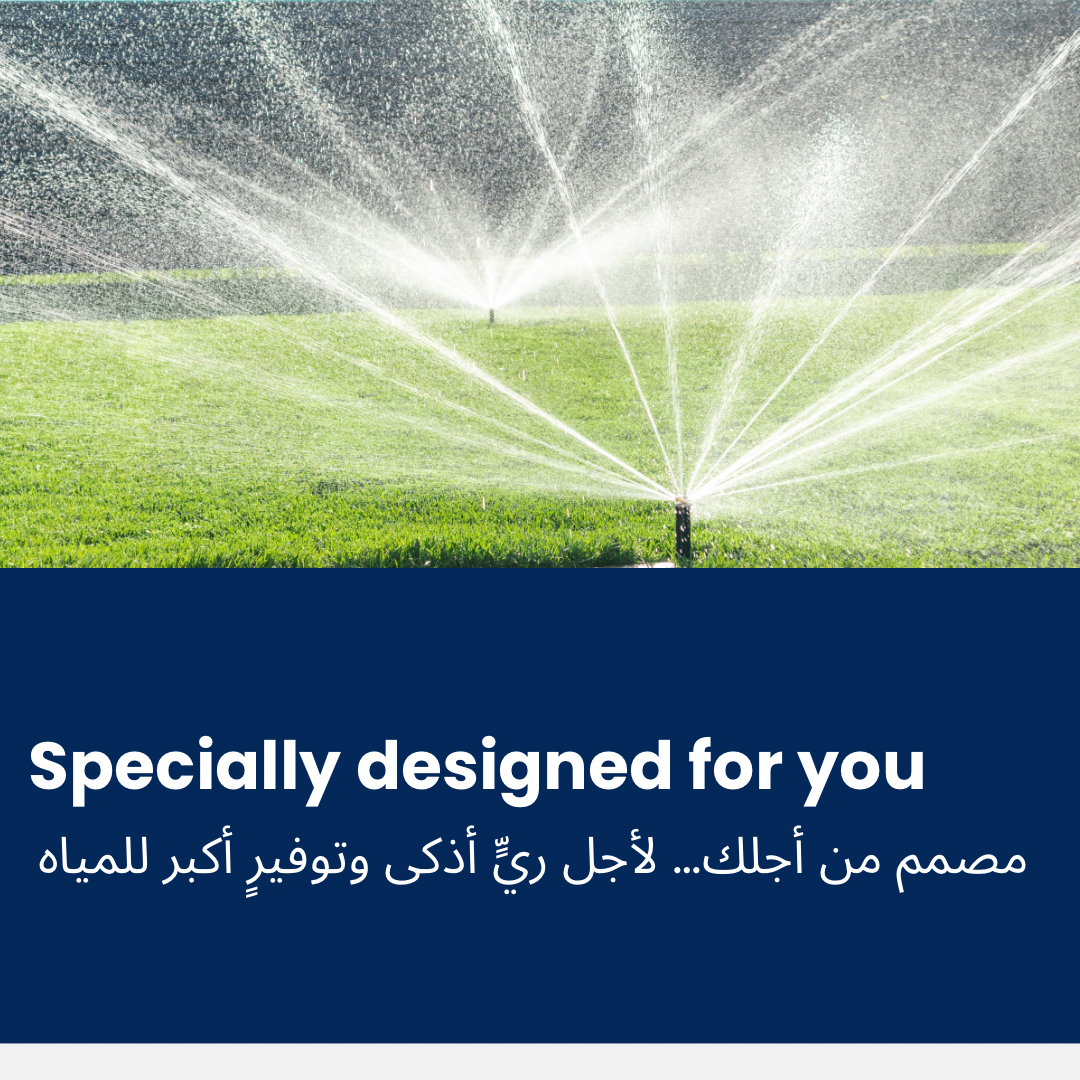 Specially designed for you
مصمم من أجلك... لأجل ريٍّ أذكى وتوفيرٍ أكبر للمياه